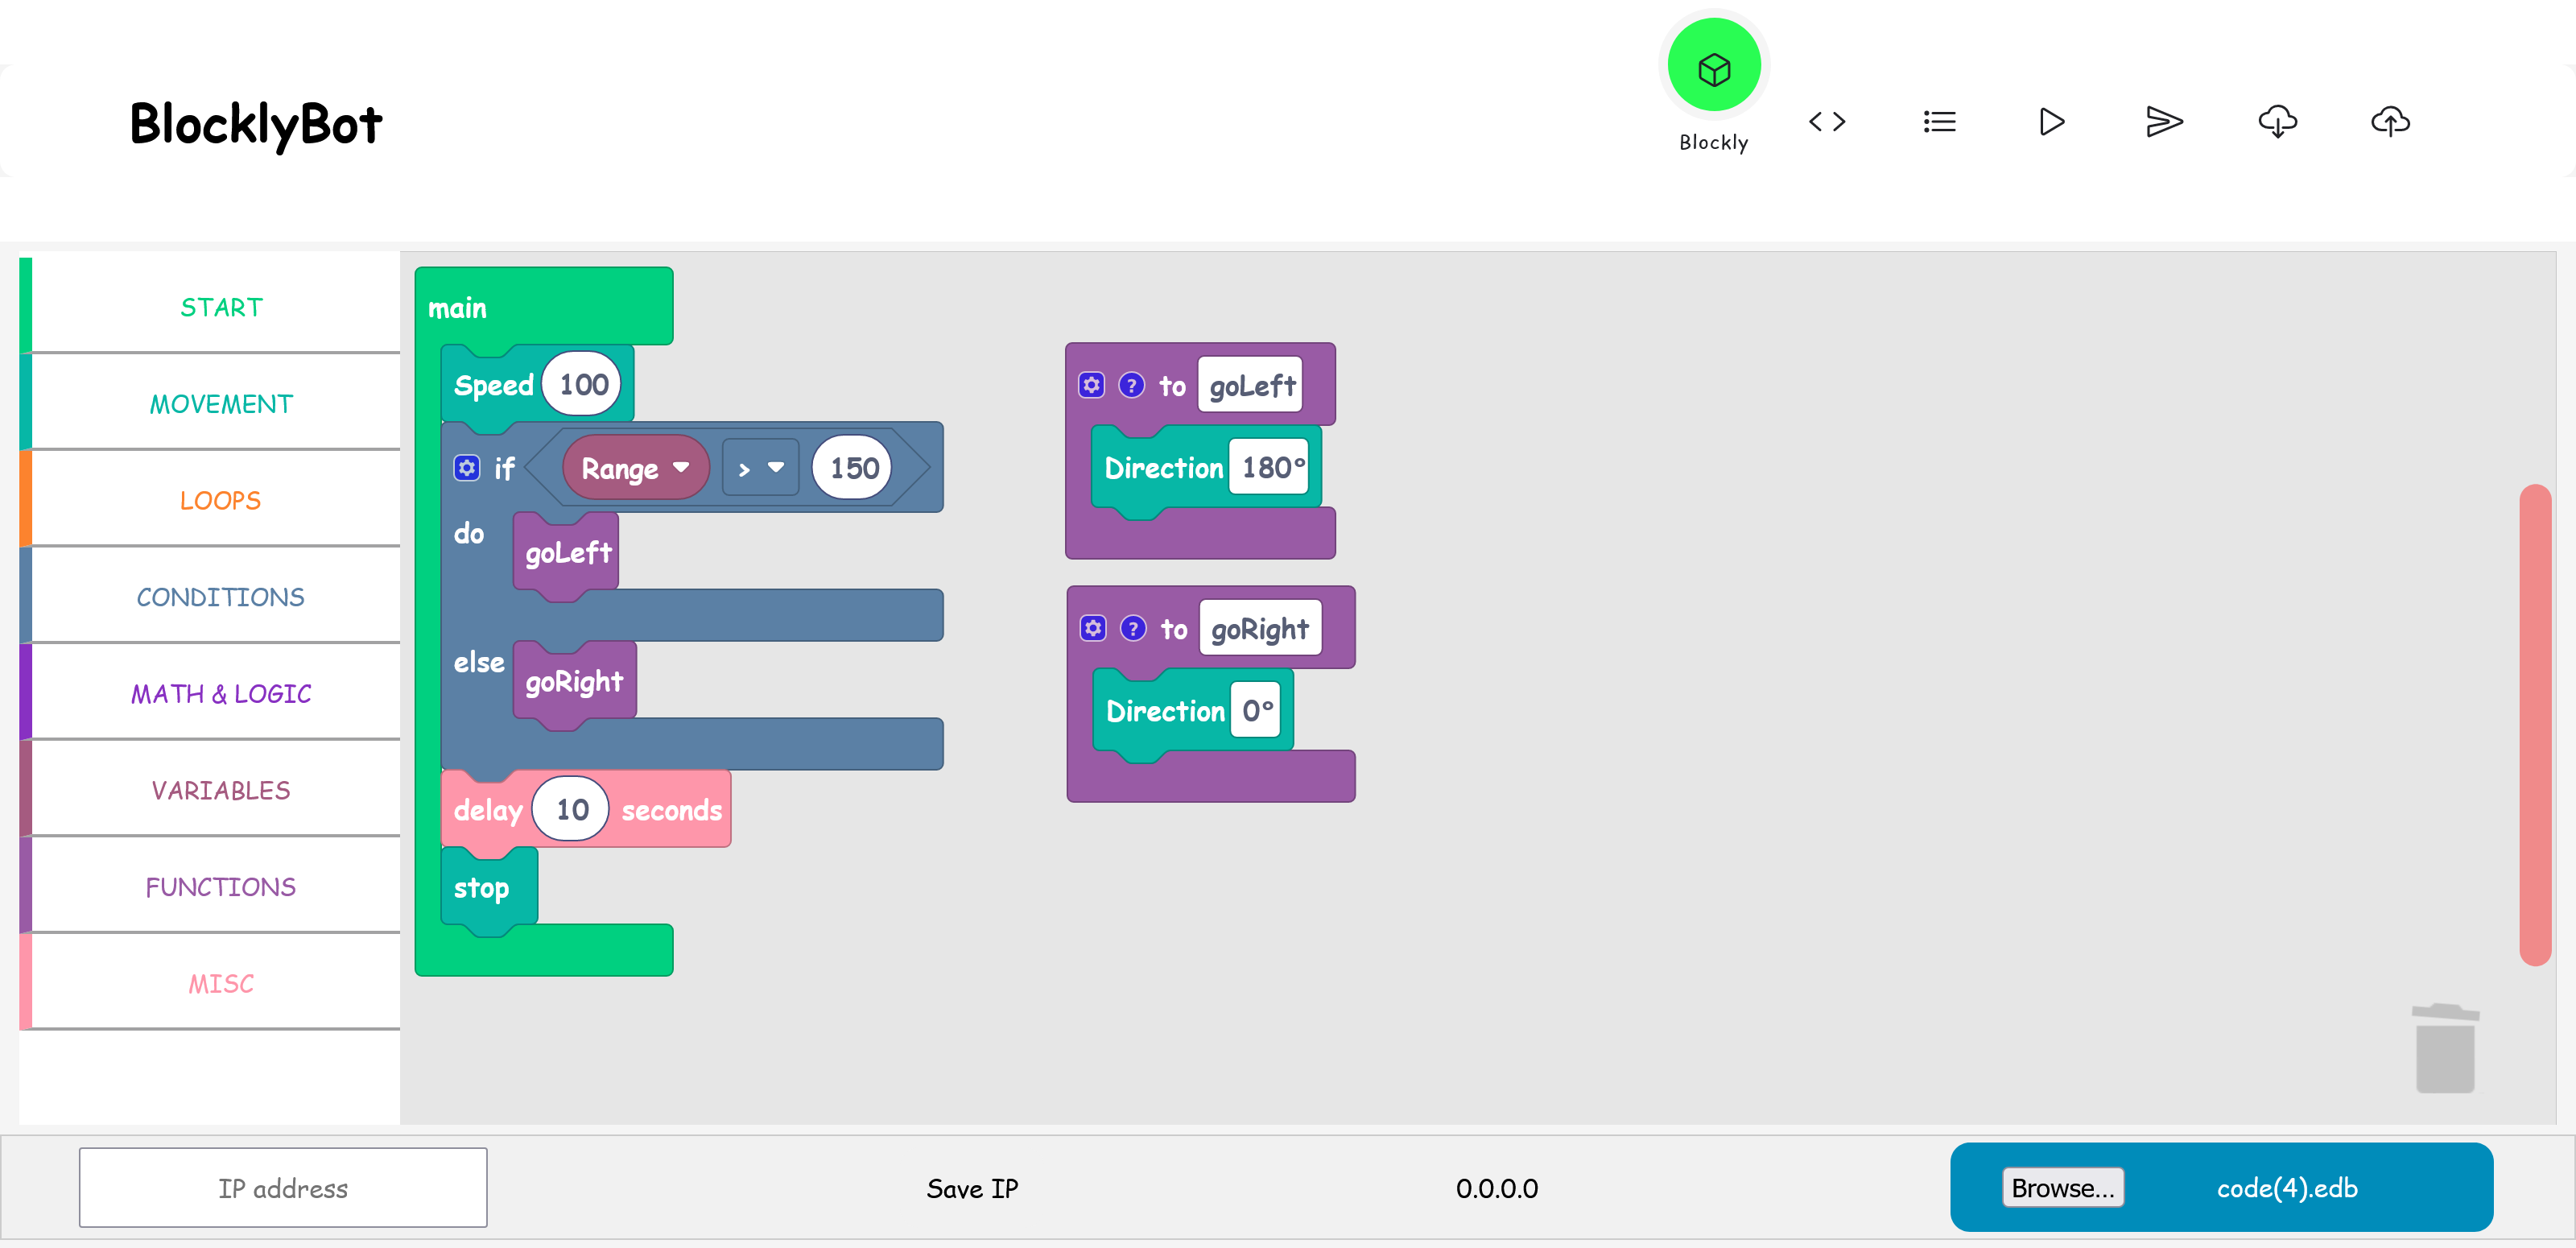 BlocklyBot
Blockly
START
MOVEMENT
LOOPS
CONDITIONS
MATH & LOGIC
VARIABLES
FUNCTIONS
MISC
main
Speed 100
if Range > 150
do goLeft
else goRight
delay 10 seconds
stop
? to goLeft
Direction 180°
? to goRight
Direction 0°
IP address
Save IP
0.0.0.0
Browse...
code(4).edb